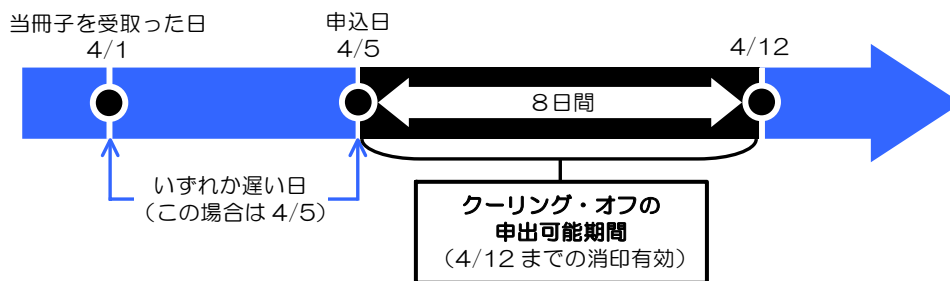 当冊子を受取った日
4/1
申込日
4/5
4/12
8日間
いずれか遅い日
（この場合は 4/5）
クーリング・オフの
申出可能期間
（4/12 までの消印有効）